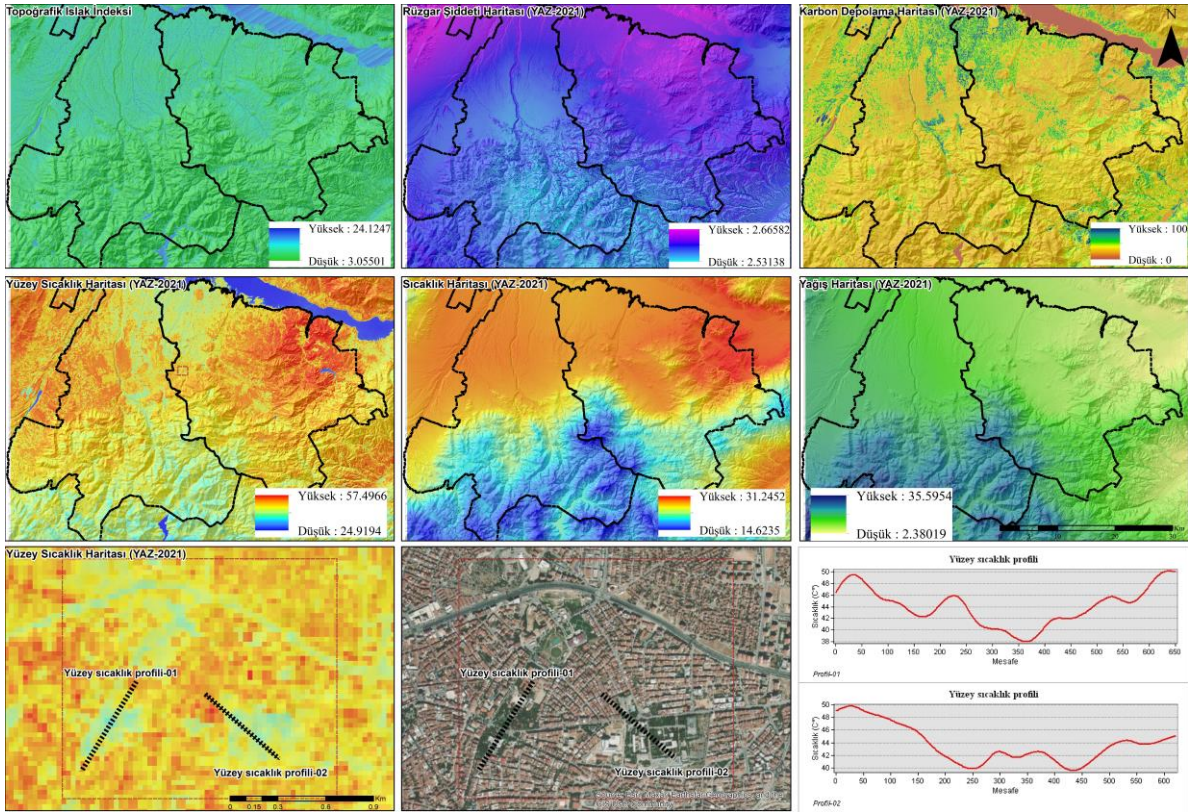 Topoğrafik Islak İndeksi
Yüksek : 24.1247
Düşük : 3.05501
Rüzgar Şiddeti Haritası (YAZ-2021)
Yüksek : 2.66582
Düşük : 2.53138
Karbon Depolama Haritası (YAZ-2021)
N
Yüksek : 100
Düşük : 0
Yüzey Sıcaklık Haritası (YAZ-2021)
Yüksek : 57.4966
Düşük : 24.9194
Sıcaklık Haritası (YAZ-2021)
Yüksek : 31.2452
Düşük : 14.6235
Yağış Haritası (YAZ-2021)
Yüksek : 35.5954
Düşük : 2.38019
Km
30
Yüzey Sıcaklık Haritası (YAZ-2021)
Yüzey sıcaklık profili-01
Yüzey sıcaklık profili-02
Km
0 0.15 0.3 0.6 0.9
Yüzey sıcaklık profili-01
Yüzey sıcaklık profili-02
Yüzey sıcaklık profili
Sıcaklık (C°)
50
48
46
44
42
40
38
0 50 100 150 200 250 300 350 400 450 500 550 600 650
Mesafe
Profil-01
Yüzey sıcaklık profili
Sıcaklık (C°)
50
48
46
44
42
40
0 50 100 150 200 250 300 350 400 450 500 550 600
Mesafe
Profil-02